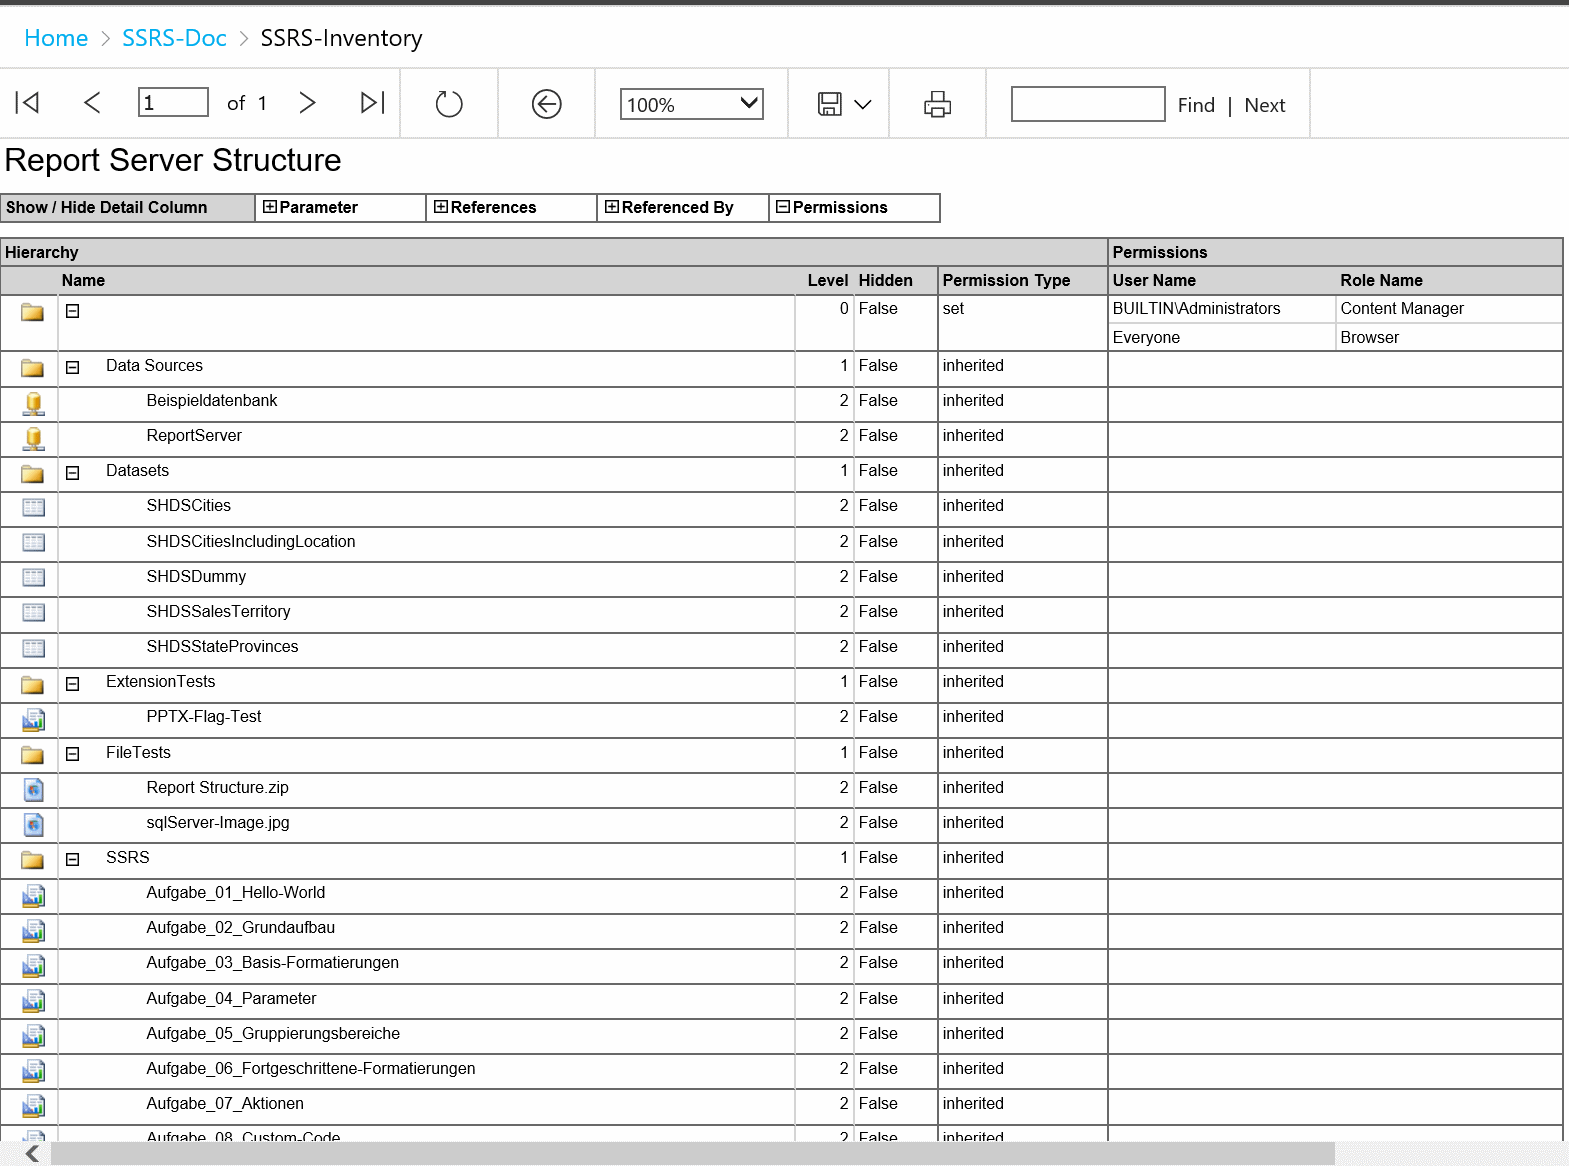 Home > SSRS-Doc > SSRS-Inventory
1 of 1 100% Find | Next
Report Server Structure
Show / Hide Detail Column Parameter References Referenced By Permissions
Hierarchy Permissions
Name Level Hidden Permission Type User Name Role Name
0 False set BUILTIN\Administrators Content Manager
Everyone Browser
Data Sources 1 False inherited
Beispieldatenbank 2 False inherited
ReportServer 2 False inherited
Datasets 1 False inherited
SHDSCities 2 False inherited
SHDSCitiesIncludingLocation 2 False inherited
SHDSDummy 2 False inherited
SHDSSalesTerritory 2 False inherited
SHDSStateProvinces 2 False inherited
ExtensionTests 1 False inherited
PPTX-Flag-Test 2 False inherited
FileTests 1 False inherited
Report Structure.zip 2 False inherited
sqlServer-Image.jpg 2 False inherited
SSRS 1 False inherited
Aufgabe_01_Hello-World 2 False inherited
Aufgabe_02_Grundaufbau 2 False inherited
Aufgabe_03_Basis-Formatierungen 2 False inherited
Aufgabe_04_Parameter 2 False inherited
Aufgabe_05_Gruppierungsbereiche 2 False inherited
Aufgabe_06_Fortgeschrittene-Formatierungen 2 False inherited
Aufgabe_07_Aktionen 2 False inherited
Aufgabe_08_Custom-Code 2 False inherited